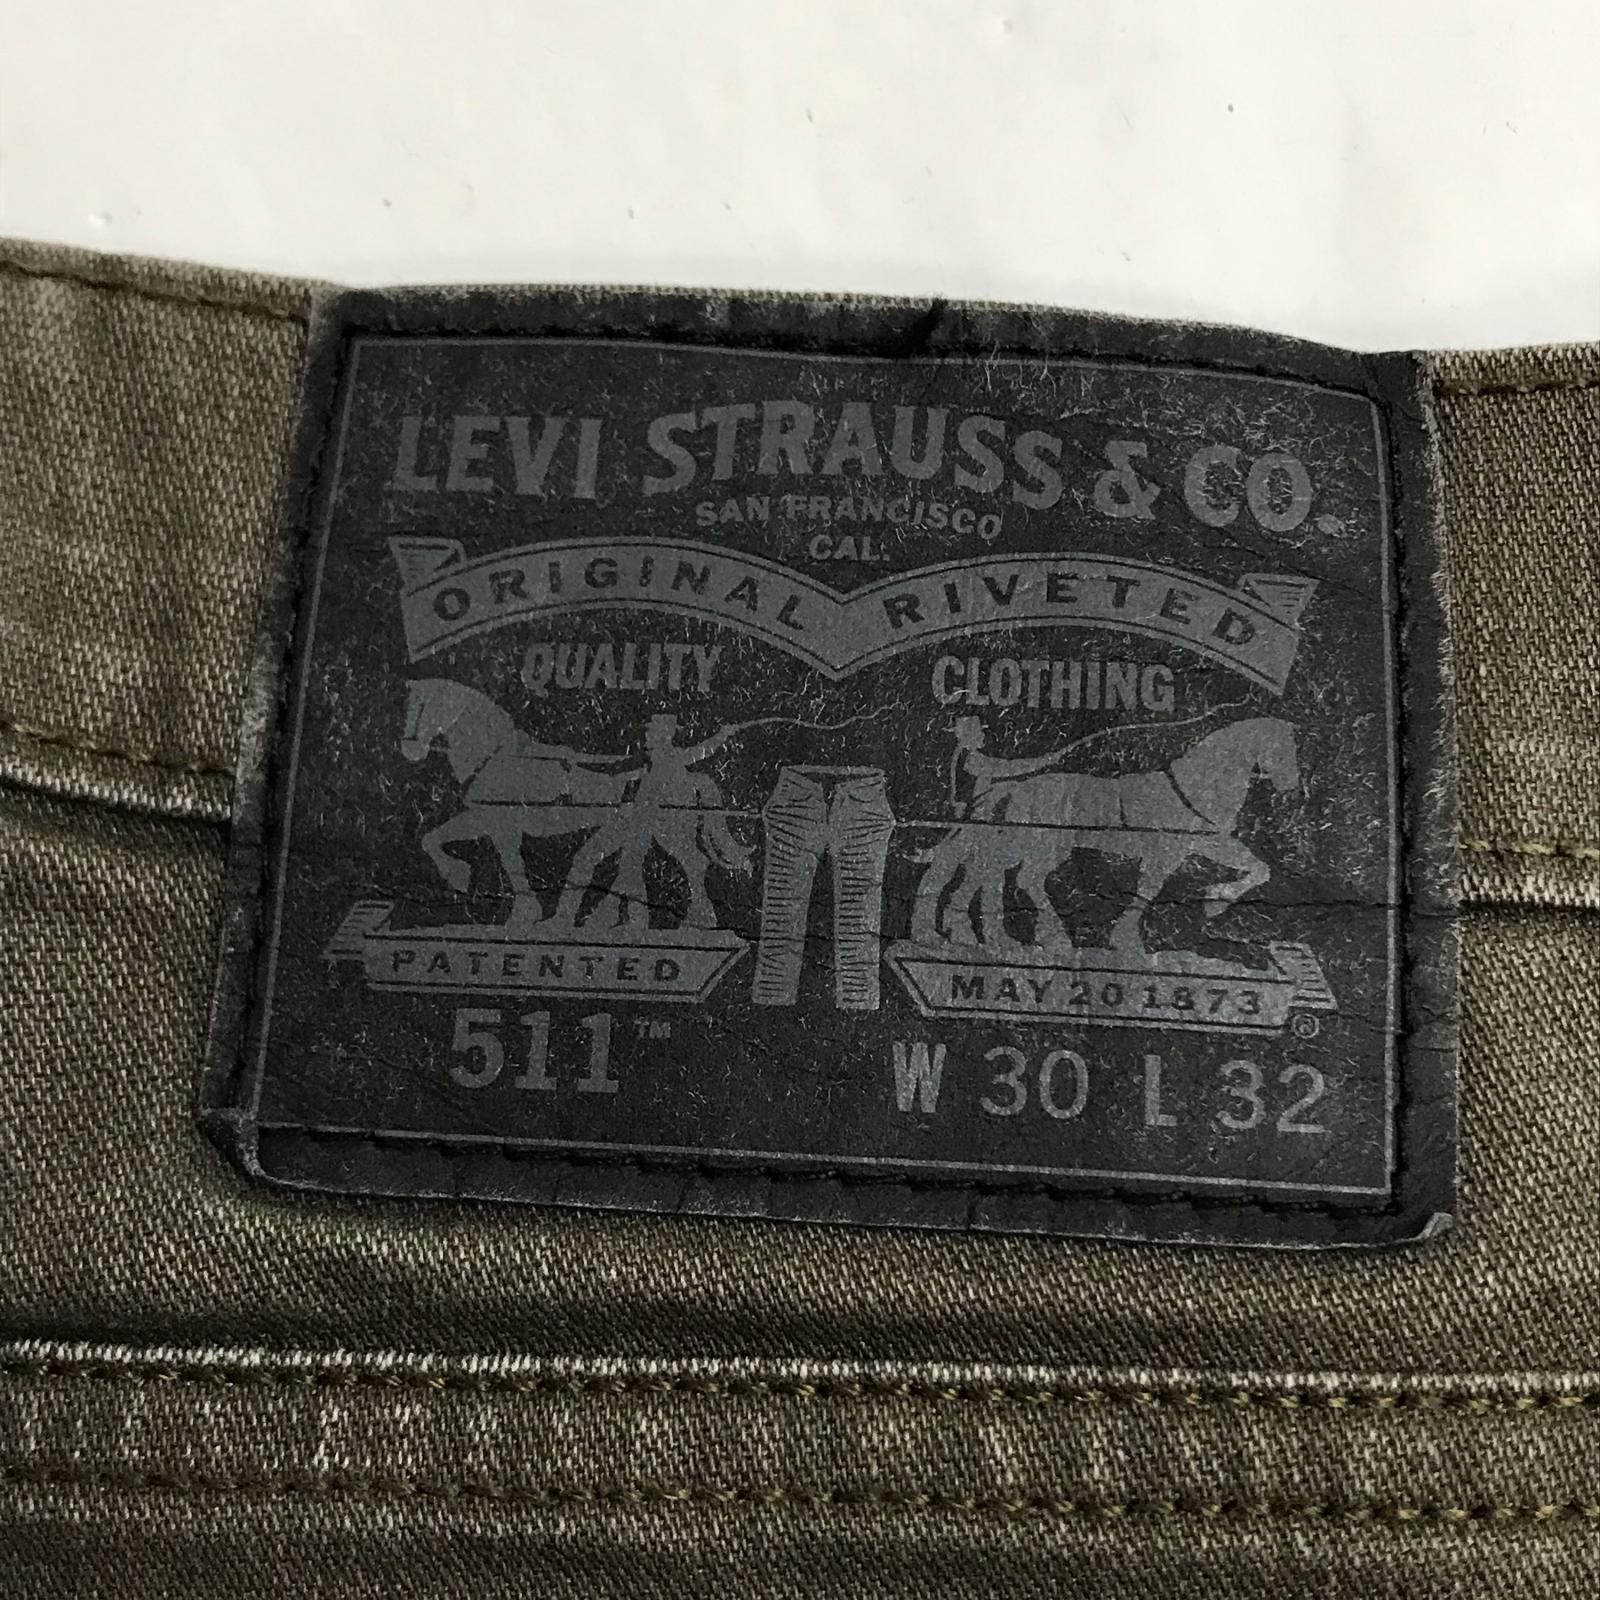 LEVI STRAUSS & CO.
SAN FRANCISCO
CAL.
ORIGINAL RIVETED
QUALITY CLOTHING
PATENTED MAY 20 1873 ®
511™ W 30 L 32